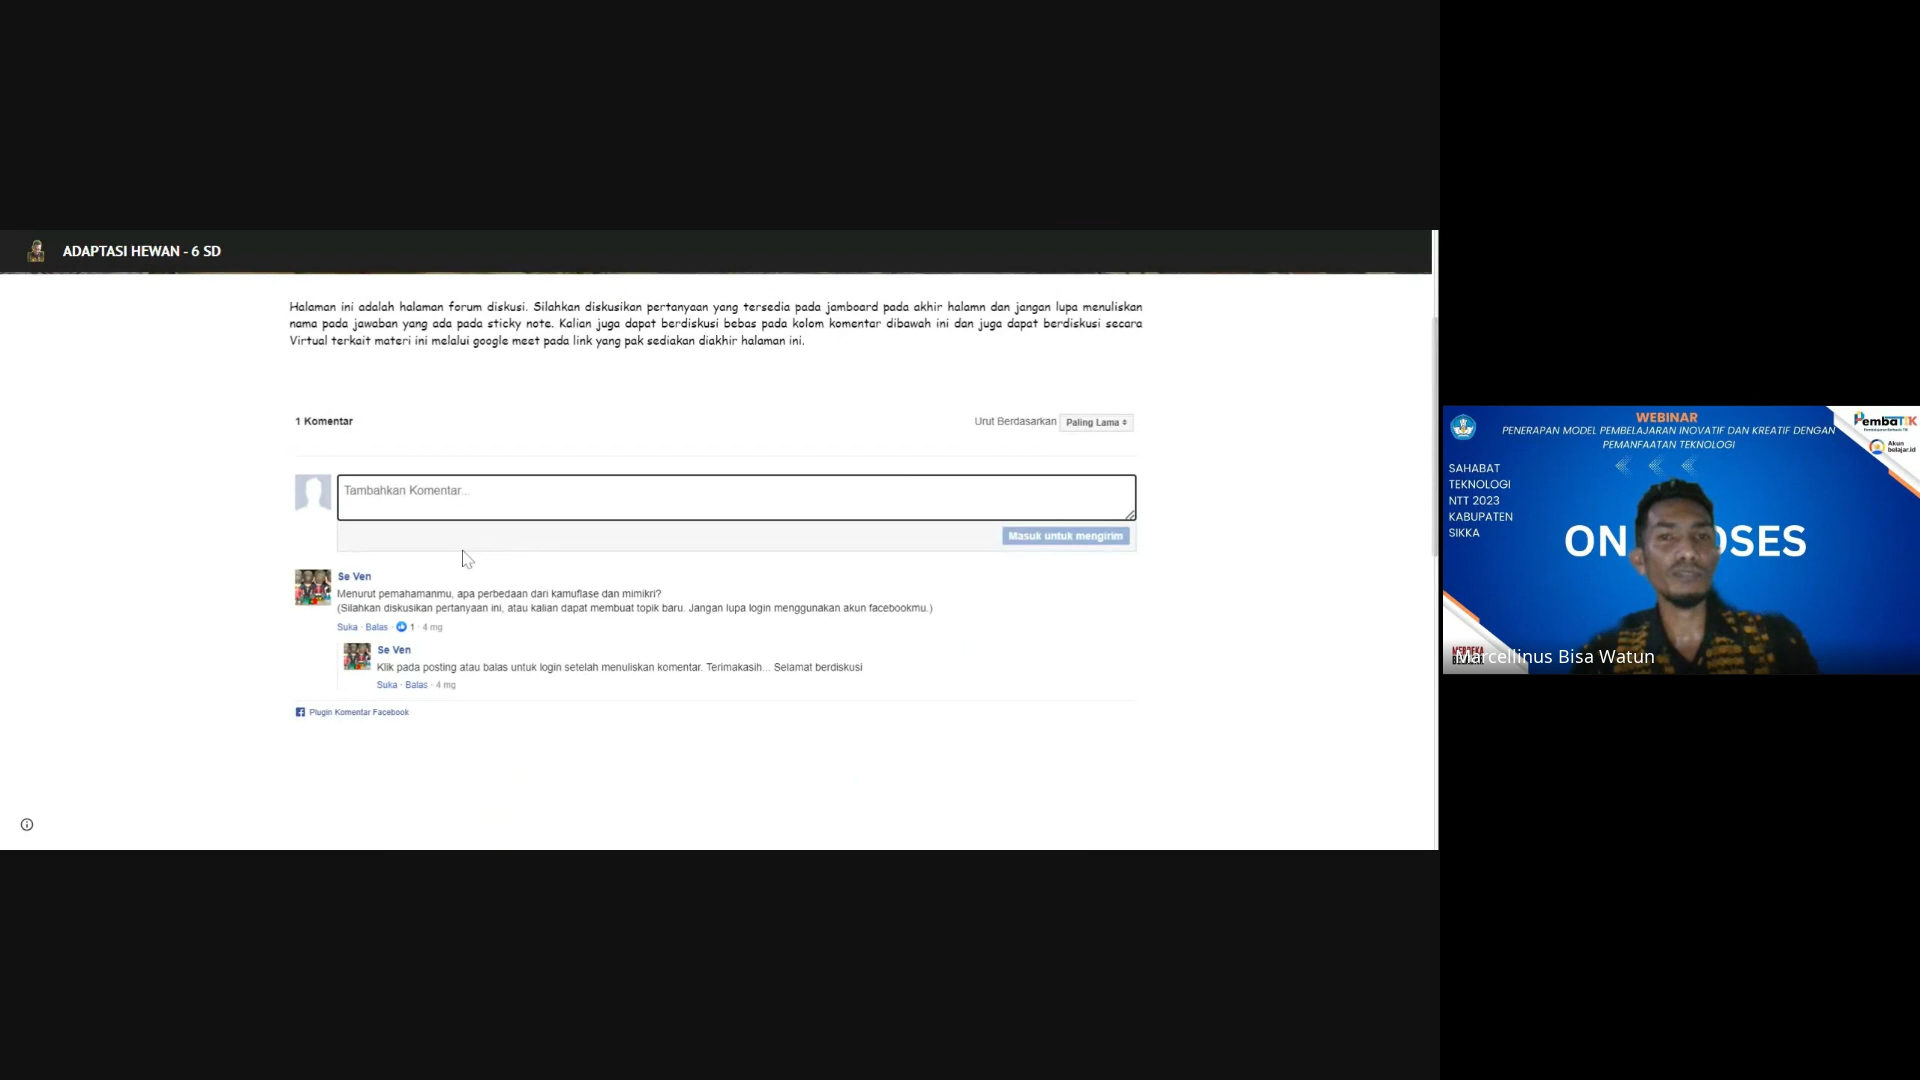 ADAPTASI HEWAN - 6 SD
Halaman ini adalah halaman forum diskusi. Silahkan diskusikan pertanyaan yang tersedia pada jamboard pada akhir halamn dan jangan lupa menuliskan
nama pada jawaban yang ada pada sticky note. Kalian juga dapat berdiskusi bebas pada kolom komentar dibawah ini dan juga dapat berdiskusi secara
Virtual terkait materi ini melalui google meet pada link yang pak sediakan diakhir halaman ini.
1 Komentar
Urut Berdasarkan Paling Lama
Tambahkan Komentar...
Masuk untuk mengirim
Se Ven
Menurut pemahamanmu, apa perbedaan dari kamuflase dan mimikri?
(Silahkan diskusikan pertanyaan ini, atau kalian dapat membuat topik baru. Jangan lupa login menggunakan akun facebookmu.)
Suka · Balas · 1 · 4 mg
Se Ven
Klik pada posting atau balas untuk login setelah menuliskan komentar. Terimakasih... Selamat berdiskusi
Suka · Balas · 4 mg
Plugin Komentar Facebook
WEBINAR
PENERAPAN MODEL PEMBELAJARAN INOVATIF DAN KREATIF DENGAN
PEMANFAATAN TEKNOLOGI
PembaTIK
Akun
belajar.id
SAHABAT
TEKNOLOGI
NTT 2023
KABUPATEN
SIKKA
ON OSES
Marcellinus Bisa Watun